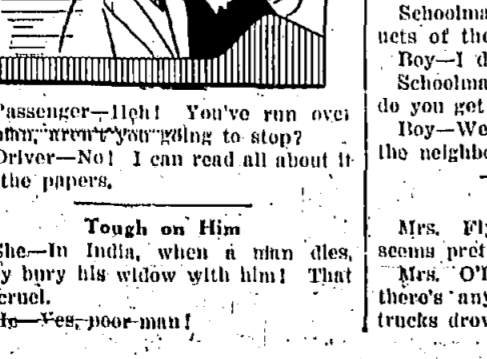 Passenger—Heh! You've run over
him, aren't you going to stop?
Driver—No! I can read all about it
the papers.
Tough on Him
She—In India, when a man dies,
y bury his widow with him! That
cruel.
He—Yes, poor man!
Schoolma
ucts of the
Boy—I d
Schoolma
do you get
Boy—We
the neighbo
Mrs. Fl
seems pret
Mrs. O'
there's any
trucks drov